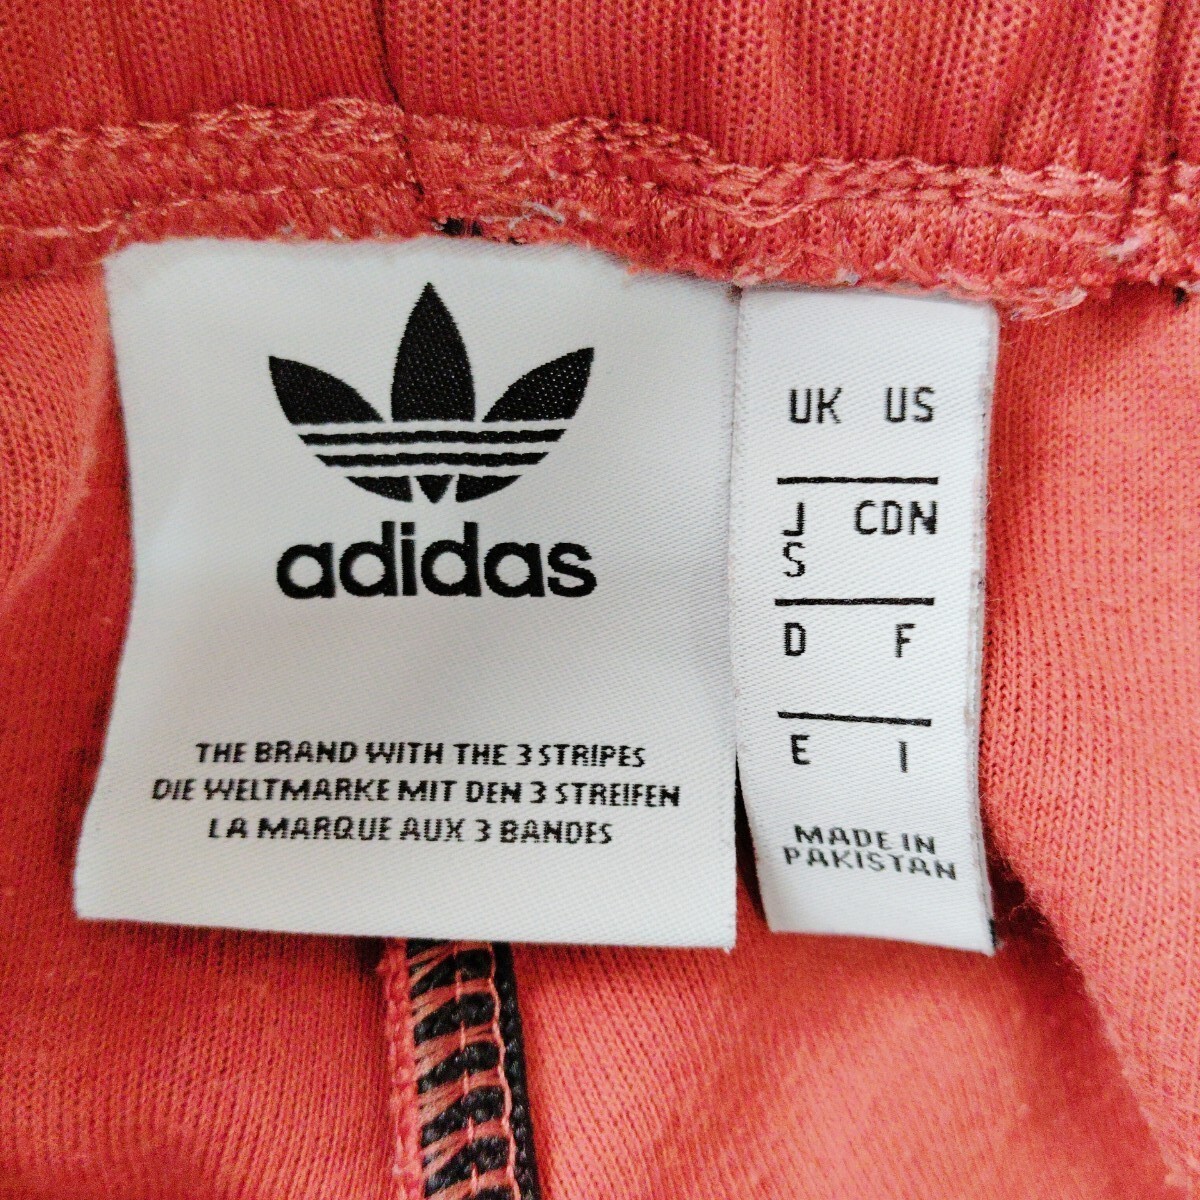 adidas
THE BRAND WITH THE 3 STRIPES
DIE WELTMARKE MIT DEN 3 STREIFEN
LA MARQUE AUX 3 BANDES
UK US
J CDN
S
D F
E I
MADE IN
PAKISTAN